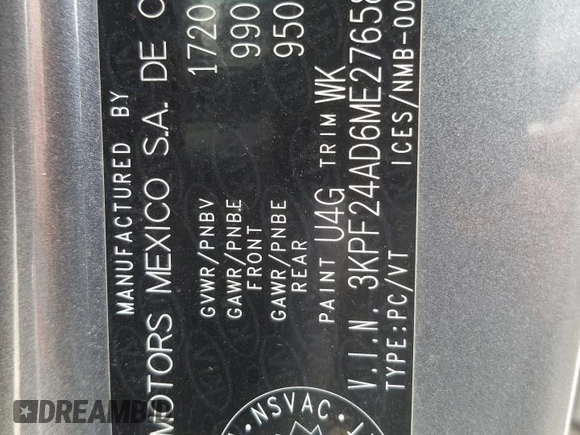 MANUFACTURED BY
MOTORS MEXICO S.A. DE C
GVWR/PNBV 1720
GAWR/PNBE 990
FRONT
GAWR/PNBE 950
REAR
PAINT U4G TRIM WK
V.I.N. 3KPF24AD6ME27658
TYPE:PC/VT ICES/NMB-00
NSVAC
DREAMBI